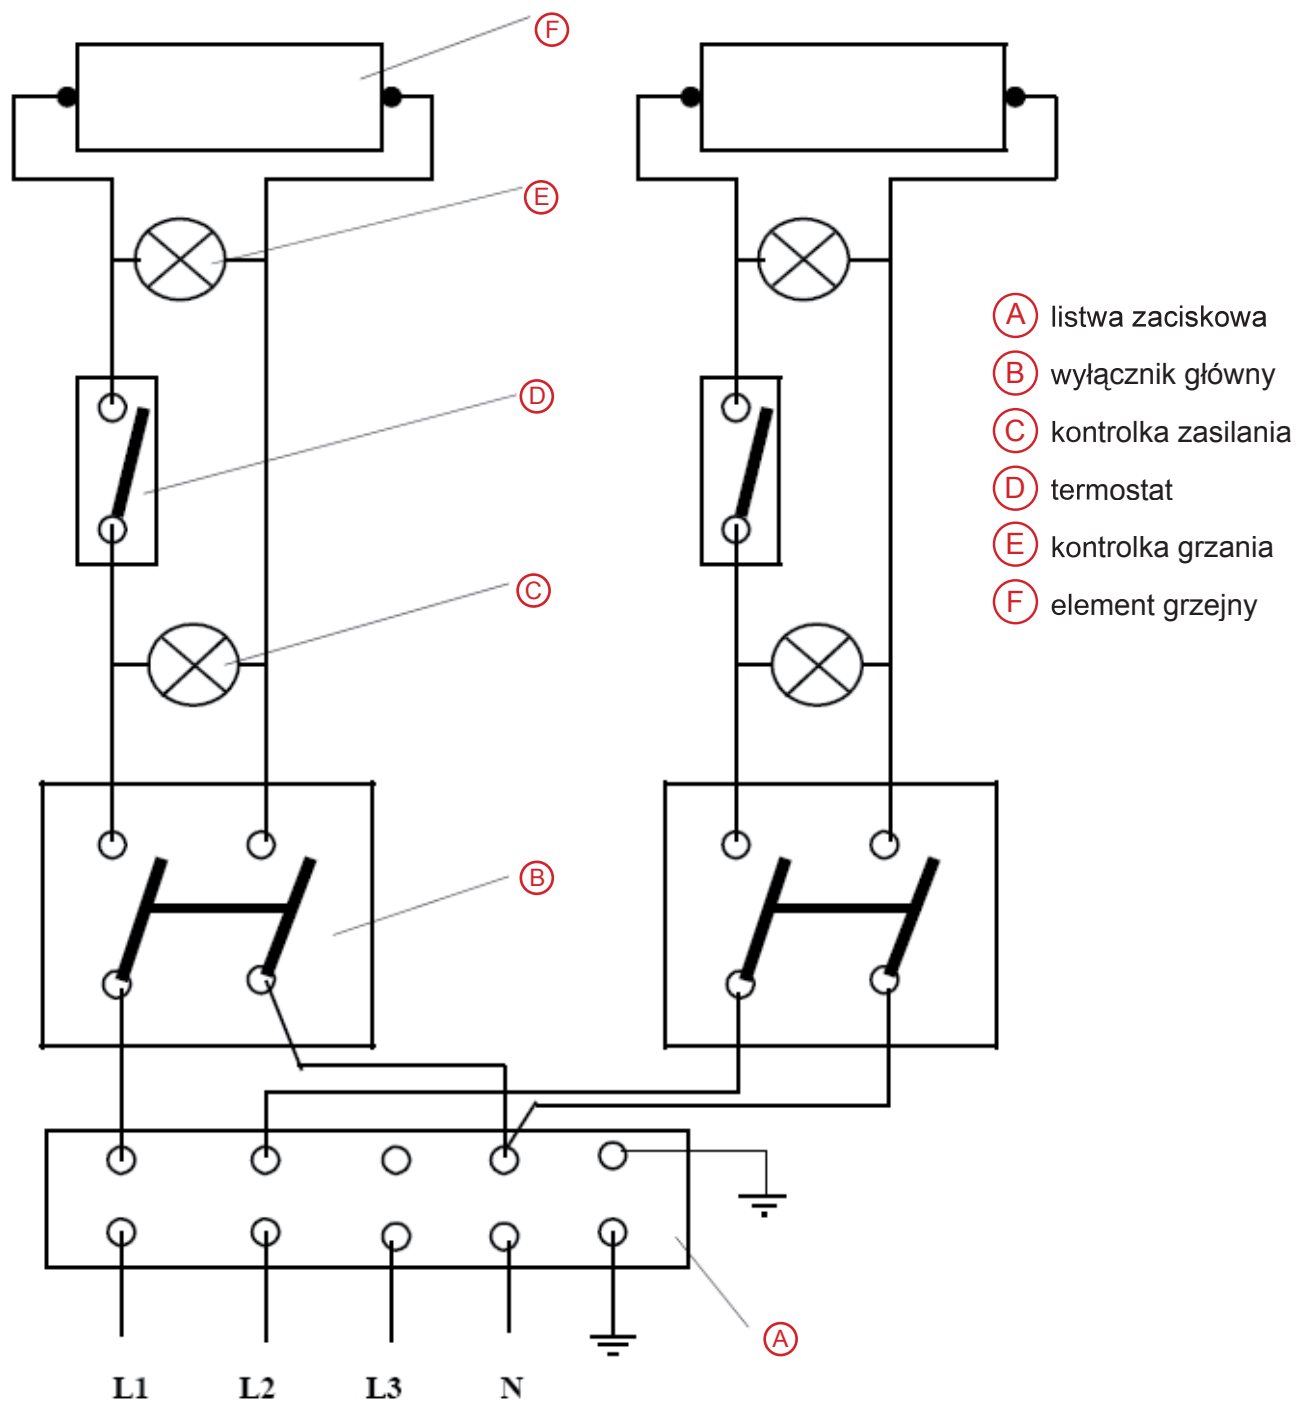 F
E
D
C
B
A
A listwa zaciskowa
B wyłącznik główny
C kontrolka zasilania
D termostat
E kontrolka grzania
F element grzejny
L1 L2 L3 N